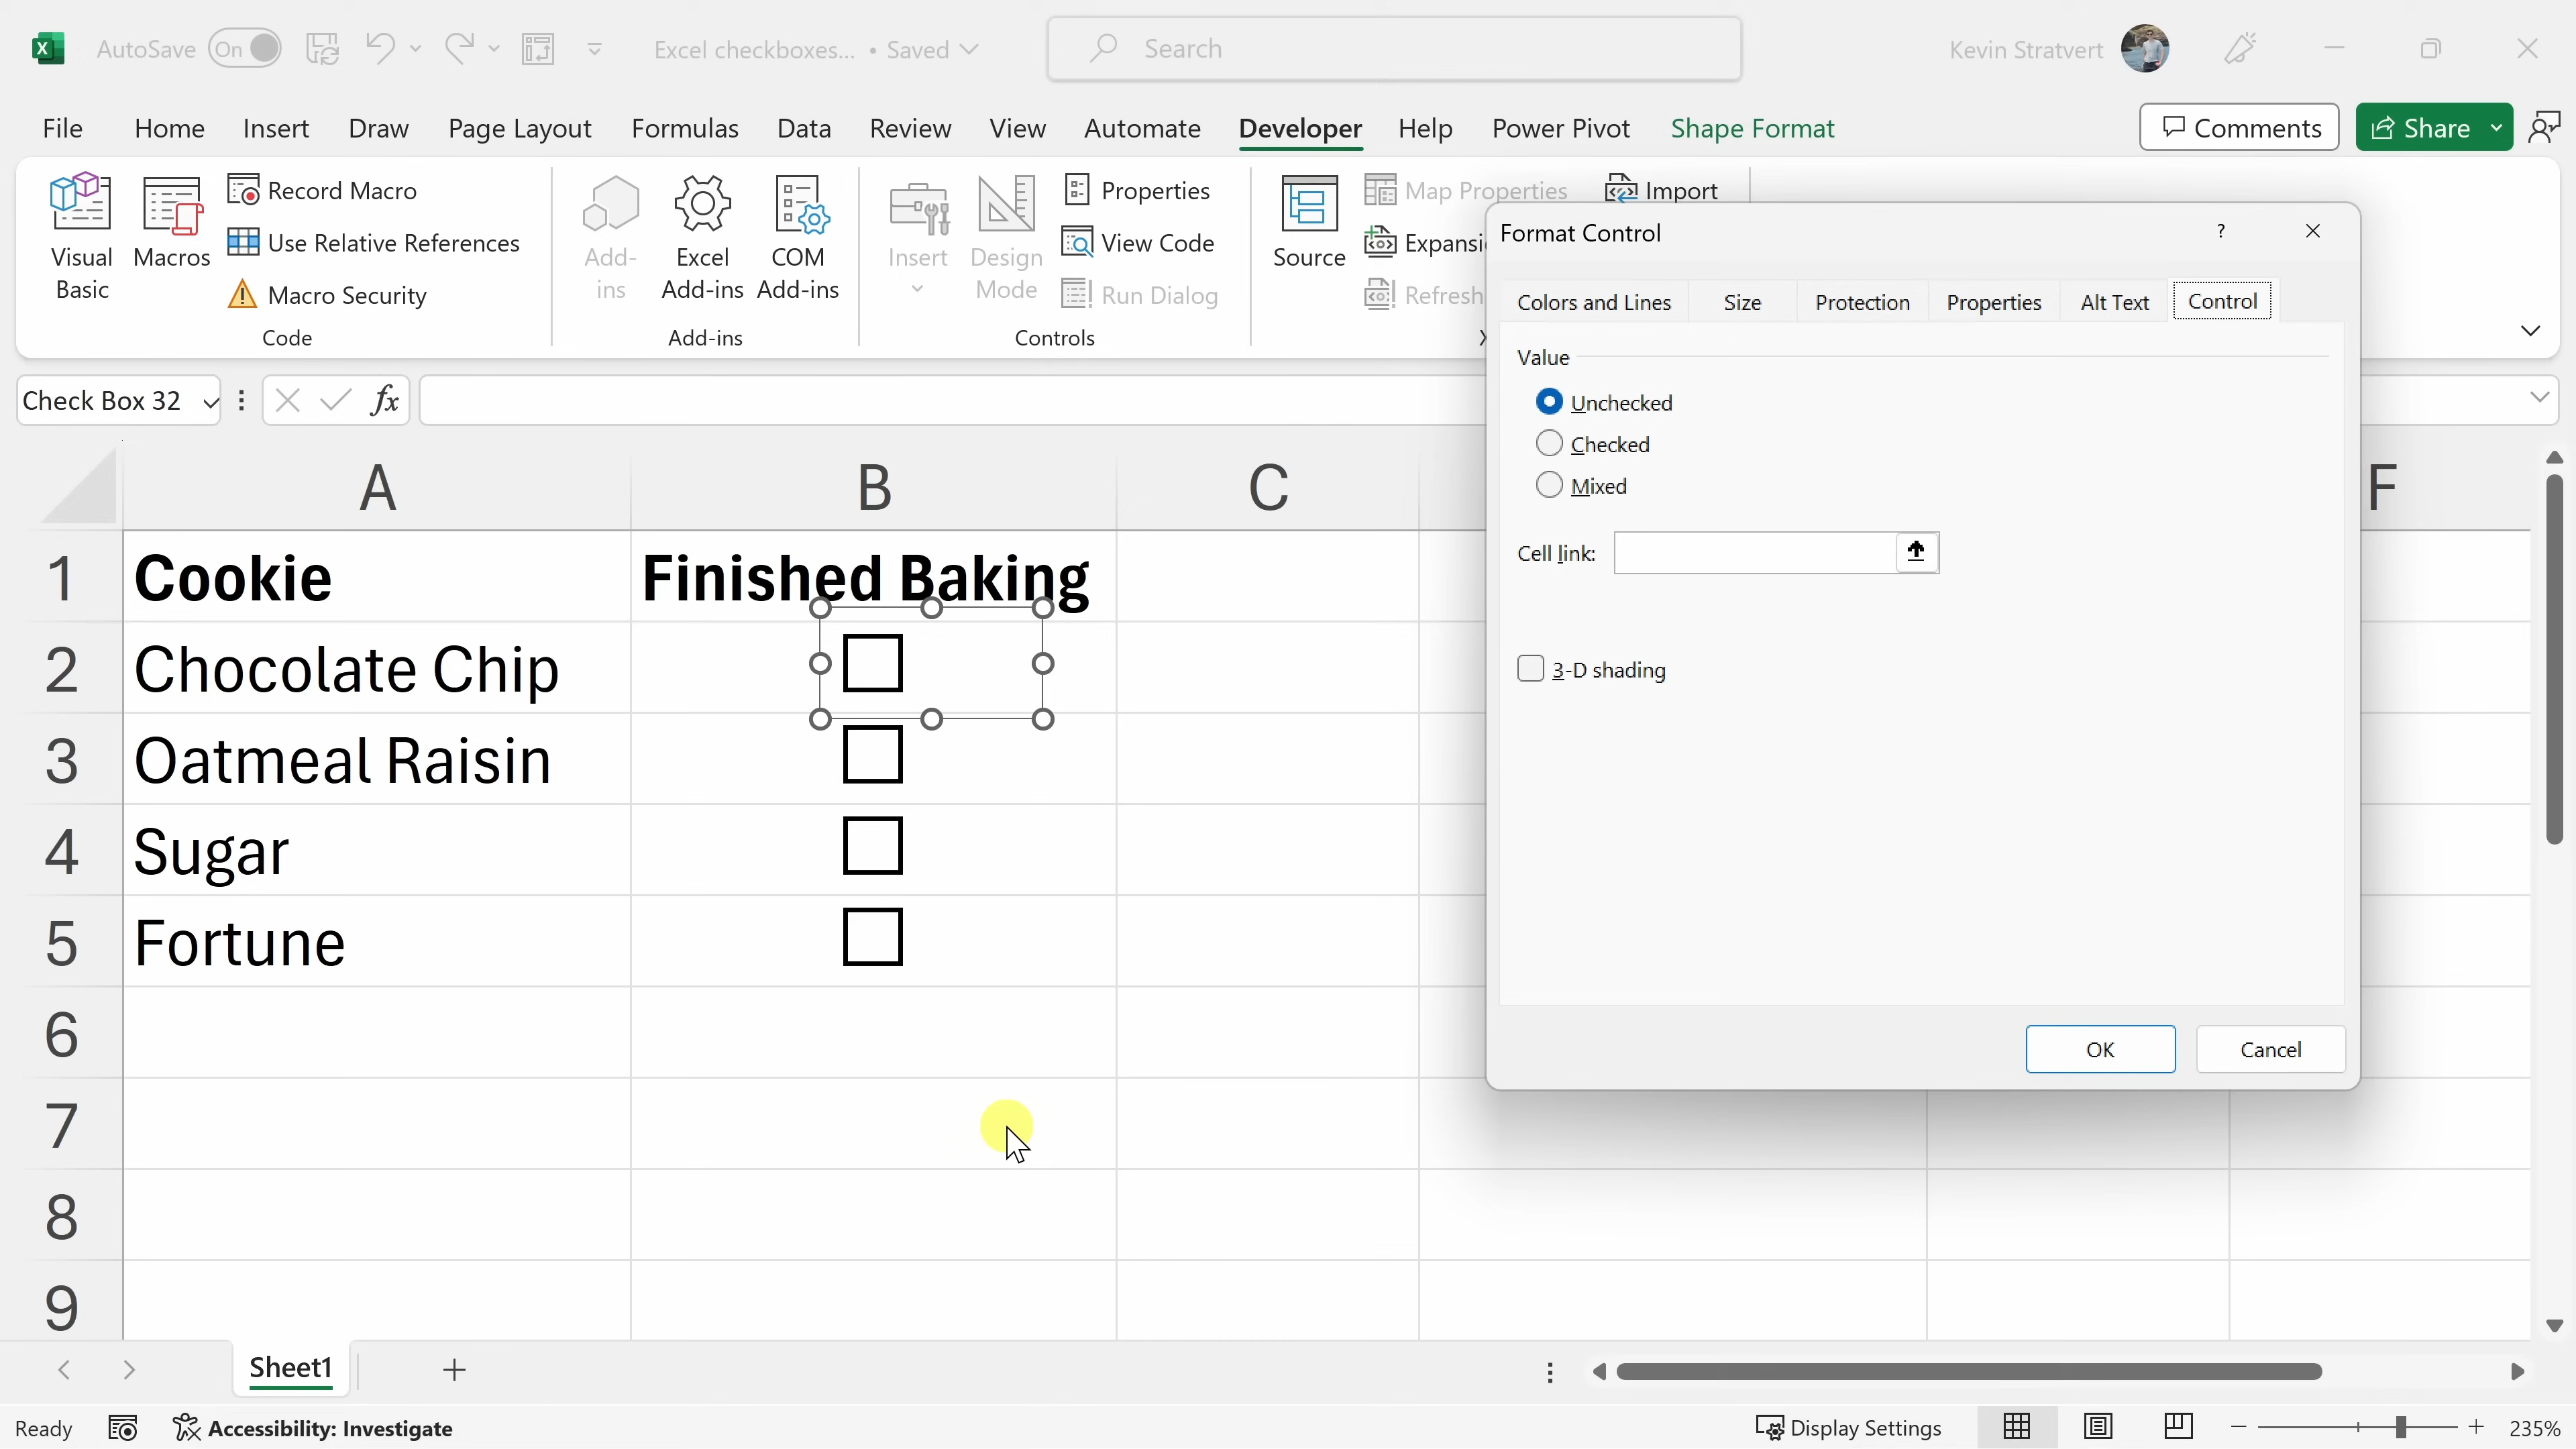 AutoSave On Excel checkboxes... • Saved Search Kevin Stratvert
File Home Insert Draw Page Layout Formulas Data Review View Automate Developer Help Power Pivot Shape Format Comments Share
Visual Basic
Macros
Record Macro
Use Relative References
Macro Security
Code
Add-ins
Excel Add-ins
COM Add-ins
Add-ins
Insert
Design Mode
Properties
View Code
Run Dialog
Controls
Source
Map Properties
Expansi
Refresh
Import
Format Control ?
Colors and Lines Size Protection Properties Alt Text Control
Value
Unchecked
Checked
Mixed
Cell link:
3-D shading
OK Cancel
Check Box 32 fx
A B C F
1 Cookie Finished Baking
2 Chocolate Chip
3 Oatmeal Raisin
4 Sugar
5 Fortune
6
7
8
9
Sheet1
Ready Accessibility: Investigate Display Settings 235%